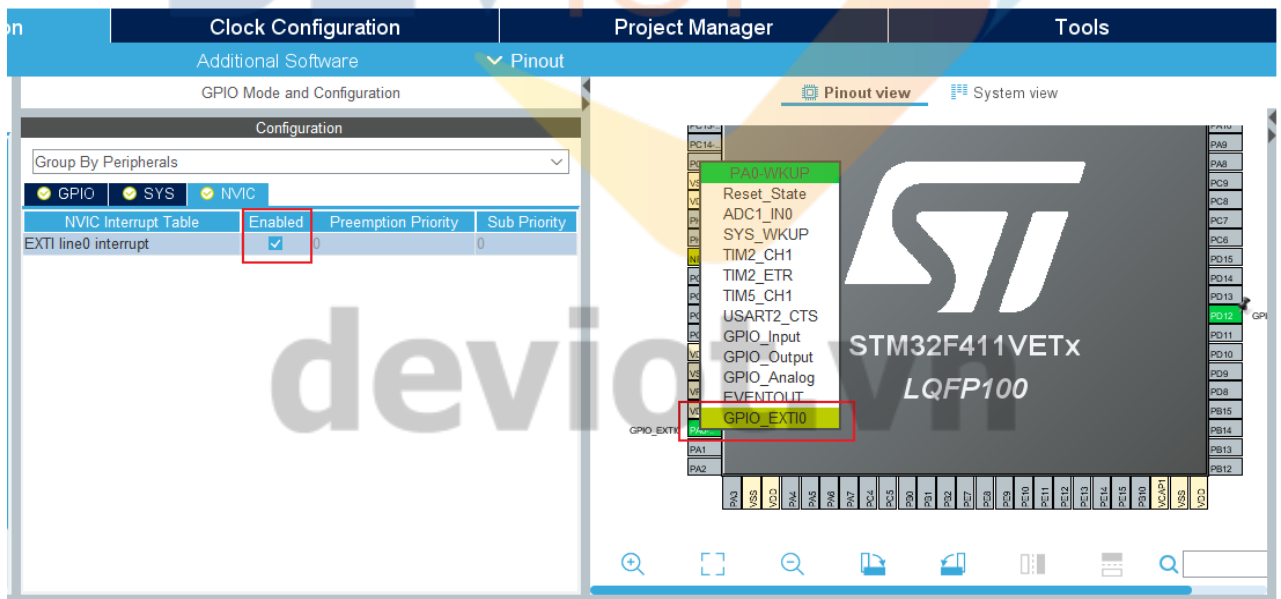 on
Clock Configuration
Project Manager
Tools
Additional Software
Pinout
GPIO Mode and Configuration
Pinout view
System view
Configuration
Group By Peripherals
GPIO
SYS
NVIC
NVIC Interrupt Table Enabled Preemption Priority Sub Priority
EXTI line0 interrupt 0 0
PC14-..
PA0-WKUP
Reset_State
ADC1_IN0
SYS_WKUP
TIM2_CH1
TIM2_ETR
TIM5_CH1
USART2_CTS
GPIO_Input
GPIO_Output
GPIO_Analog
EVENTOUT
GPIO_EXTI0
PA1
PA2
STM32F411VETx
LQFP100
PA9
PA8
PC9
PC8
PC7
PC6
PD15
PD14
PD13
PD12 GPI
PD11
PD10
PD9
PD8
PB15
PB14
PB13
PB12
PA3 VSS VDD PA4 PA5 PA6 PA7 PC4 PC5 PB0 PB1 PB2 PE7 PE8 PE9 PE10 PE11 PE12 PE13 PE14 PE15 PB10 VCAP1 VSS VDD
deviot.vn